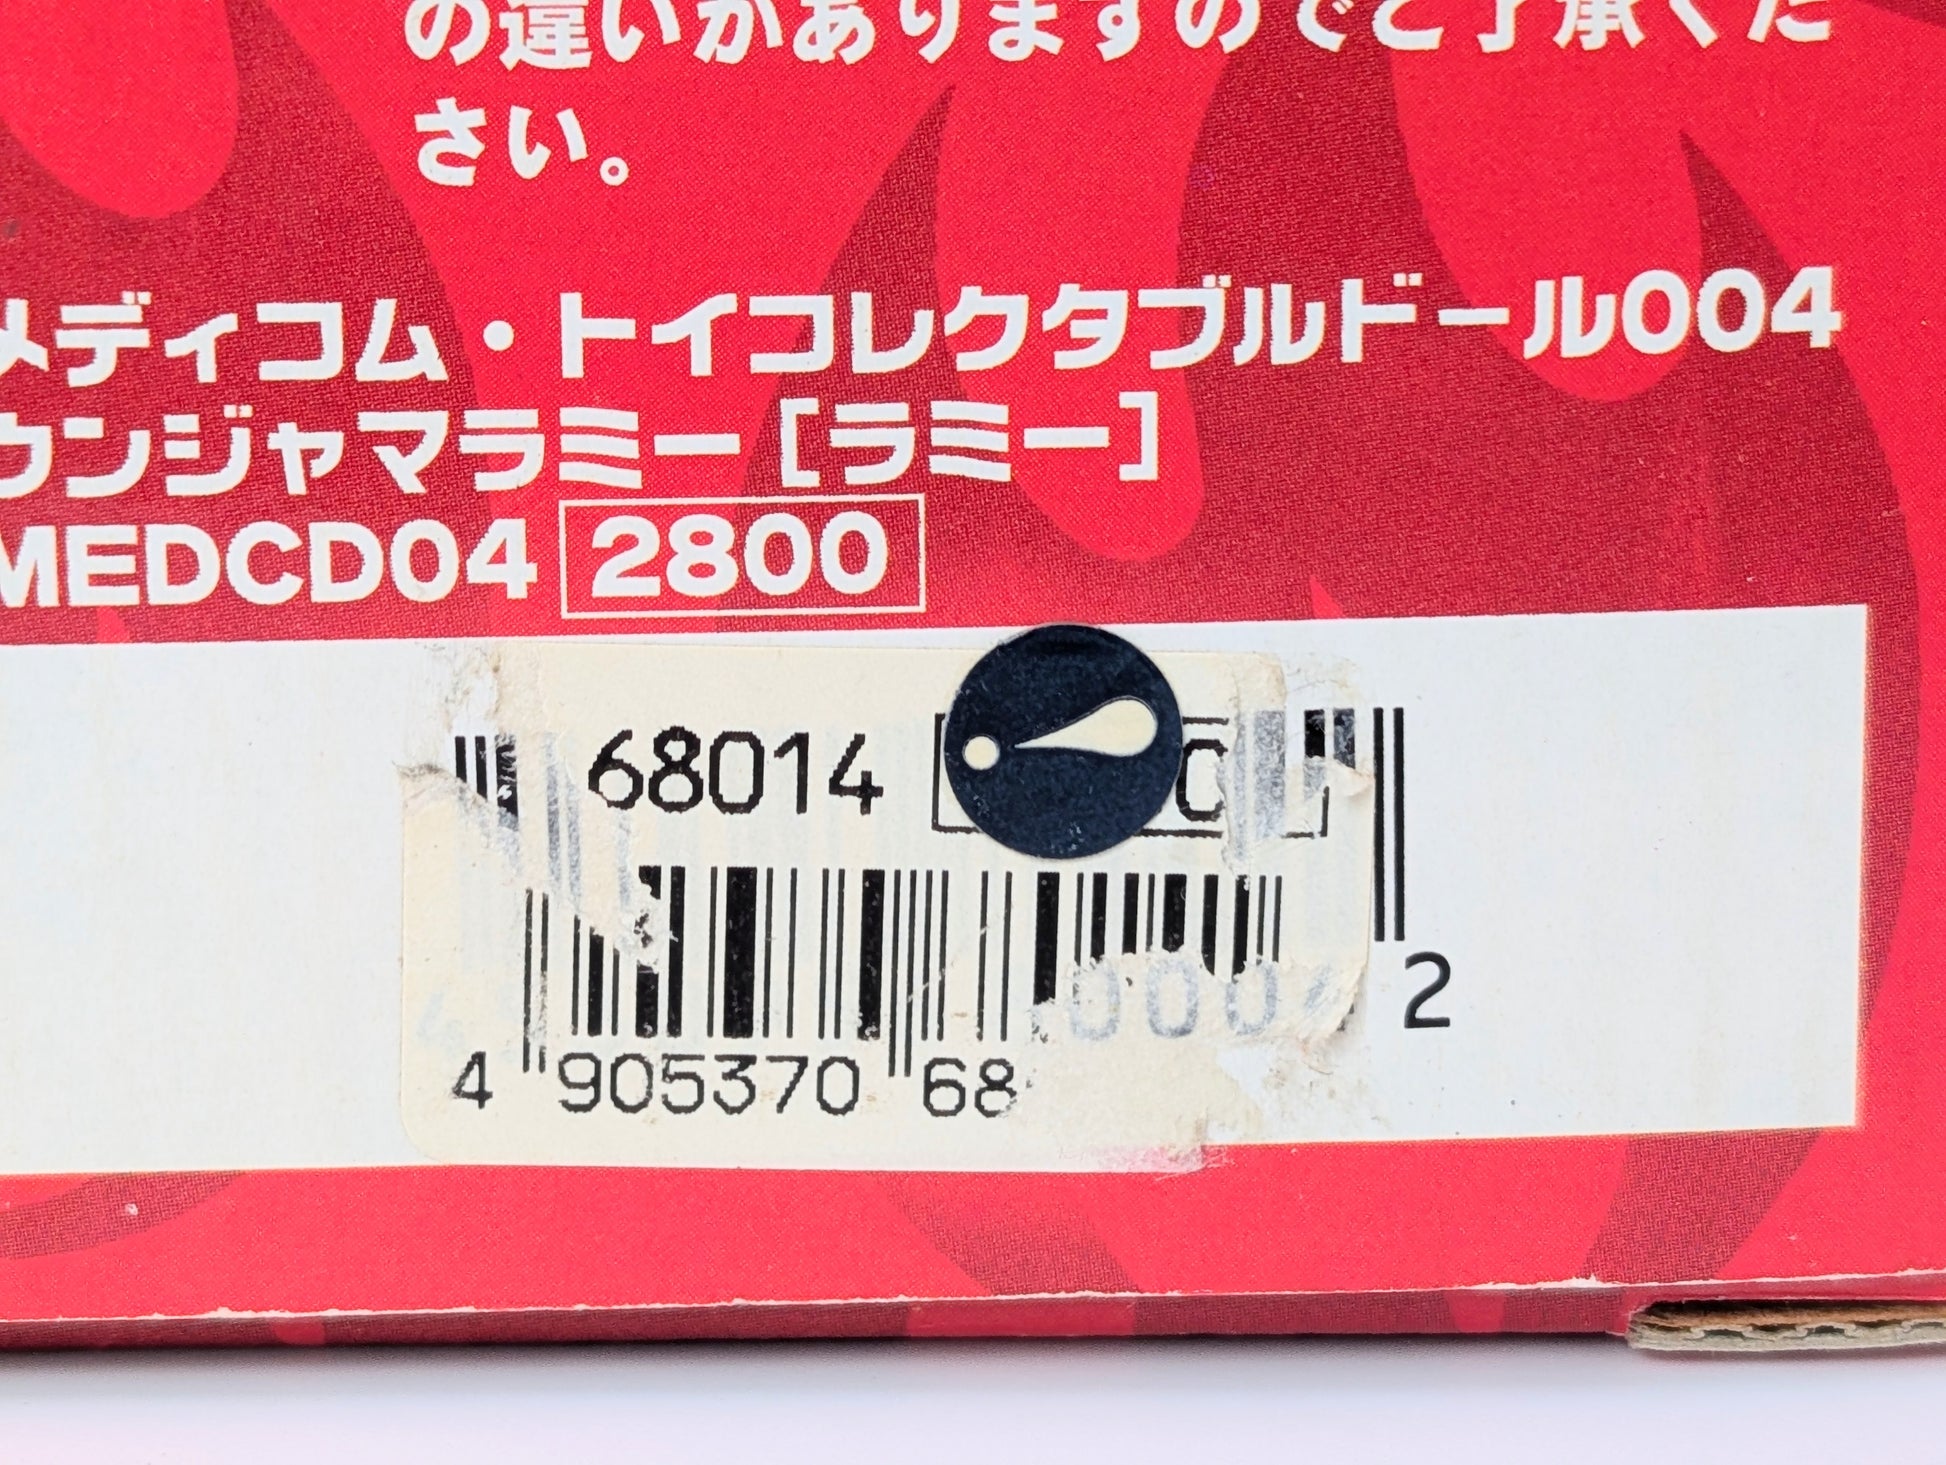 の違いがありますのでご了承くだ
さい。
メディコム・トイコレクタブルドール004
ウンジャマラミー［ラミー］
MEDCD04 2800
68014
4 905370 68
000 2